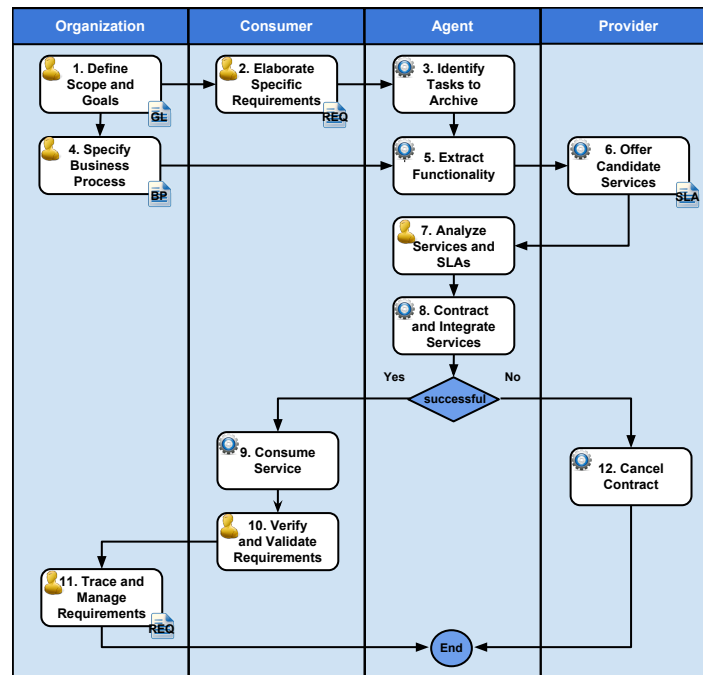 Organization
Consumer
Agent
Provider
1. Define
Scope and
Goals
GL
2. Elaborate
Specific
Requirements
REQ
3. Identify
Tasks to
Archive
4. Specify
Business
Process
BP
5. Extract
Functionality
6. Offer
Candidate
Services
SLA
7. Analyze
Services and
SLAs
8. Contract
and Integrate
Services
Yes
No
successful
9. Consume
Service
12. Cancel
Contract
10. Verify
and Validate
Requirements
11. Trace and
Manage
Requirements
REQ
End